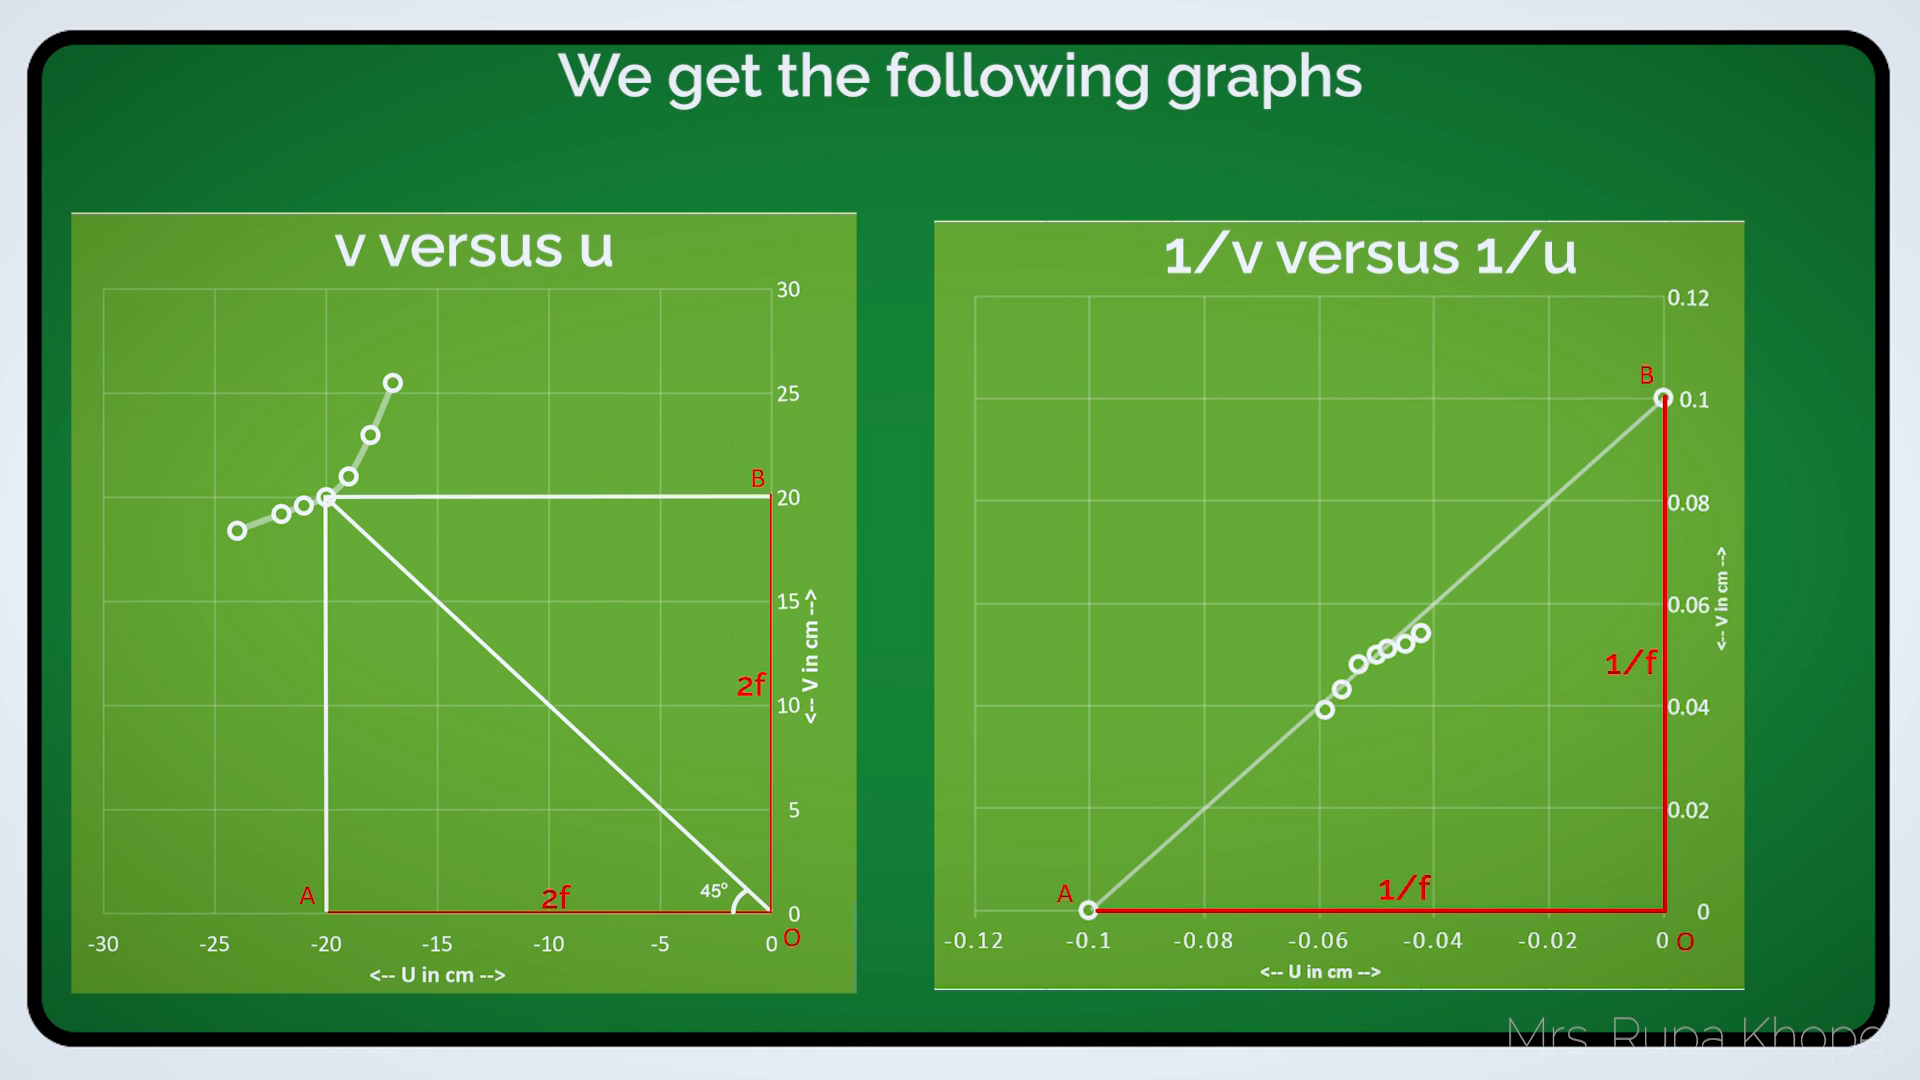 We get the following graphs
v versus u
30
25
20
15
10
5
0
B
2f
<-- V in cm -->
A
2f
45°
O
-30 -25 -20 -15 -10 -5 0
<-- U in cm -->
1/v versus 1/u
0.12
0.1
0.08
0.06
0.04
0.02
0
B
1/f
<-- V in cm -->
A
1/f
O
-0.12 -0.1 -0.08 -0.06 -0.04 -0.02 0
<-- U in cm -->
Mrs. Rupa Khope